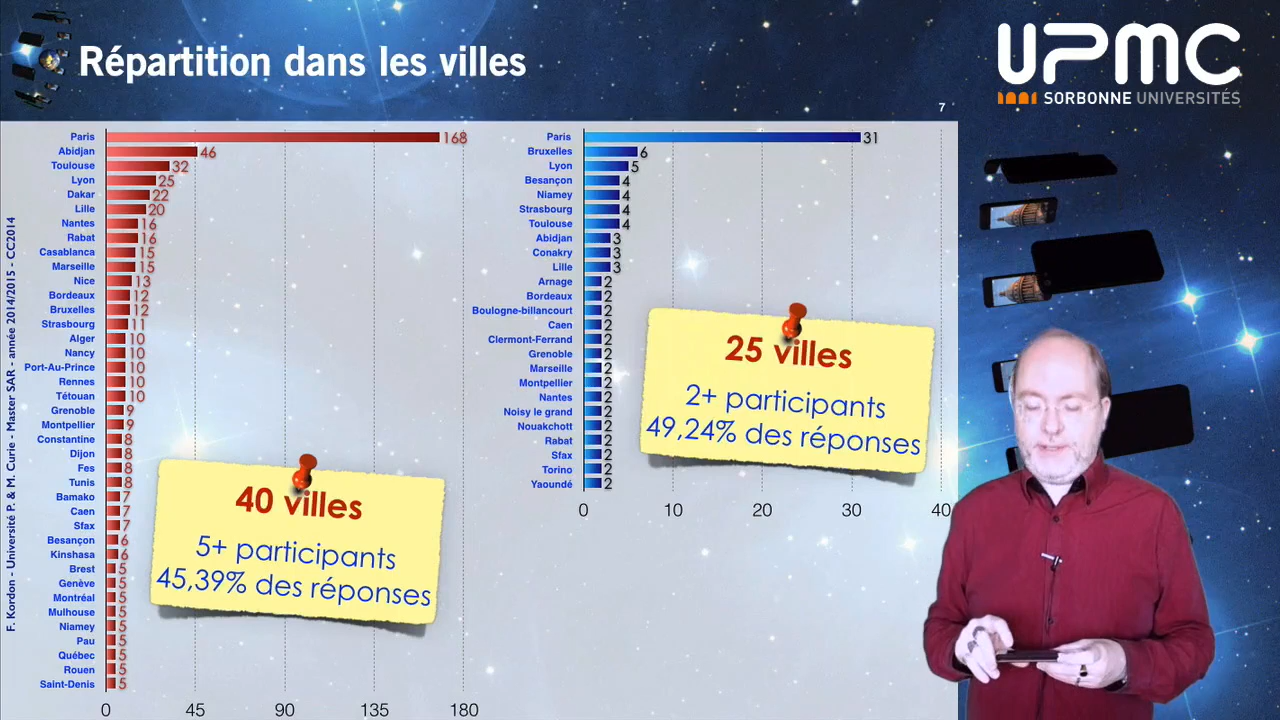 Répartition dans les villes
UPMC
SORBONNE UNIVERSITÉS
7
F. Kordon - Université P. & M. Curie - Master SAR - année 2014/2015 - CC2014
Paris 168
Abidjan 46
Toulouse 32
Lyon 25
Dakar 22
Lille 20
Nantes 16
Rabat 16
Casablanca 15
Marseille 15
Nice 13
Bordeaux 12
Bruxelles 12
Strasbourg 11
Alger 10
Nancy 10
Port-Au-Prince 10
Rennes 10
Tétouan 10
Grenoble 9
Montpellier 9
Constantine 8
Dijon 8
Fes 8
Tunis 8
Bamako 7
Caen 7
Sfax 7
Besançon 6
Kinshasa 6
Brest 5
Genève 5
Montréal 5
Mulhouse 5
Niamey 5
Pau 5
Québec 5
Rouen 5
Saint-Denis 5
0 45 90 135 180
40 villes
5+ participants
45,39% des réponses
Paris 31
Bruxelles 6
Lyon 5
Besançon 4
Niamey 4
Strasbourg 4
Toulouse 4
Abidjan 3
Conakry 3
Lille 3
Arnage 2
Bordeaux 2
Boulogne-billancourt 2
Caen 2
Clermont-Ferrand 2
Grenoble 2
Marseille 2
Montpellier 2
Nantes 2
Noisy le grand 2
Nouakchott 2
Rabat 2
Sfax 2
Torino 2
Yaoundé 2
0 10 20 30 40
25 villes
2+ participants
49,24% des réponses